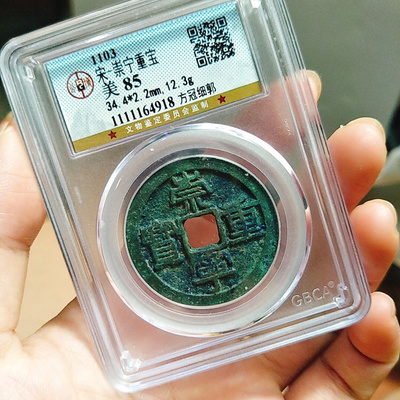 1103
宋.崇宁重宝
美 85
34.4*2.2mm,12.3g
1111164918 方冠细郭
文物鉴定委员会监制
崇
寳 重
寧
GBCA